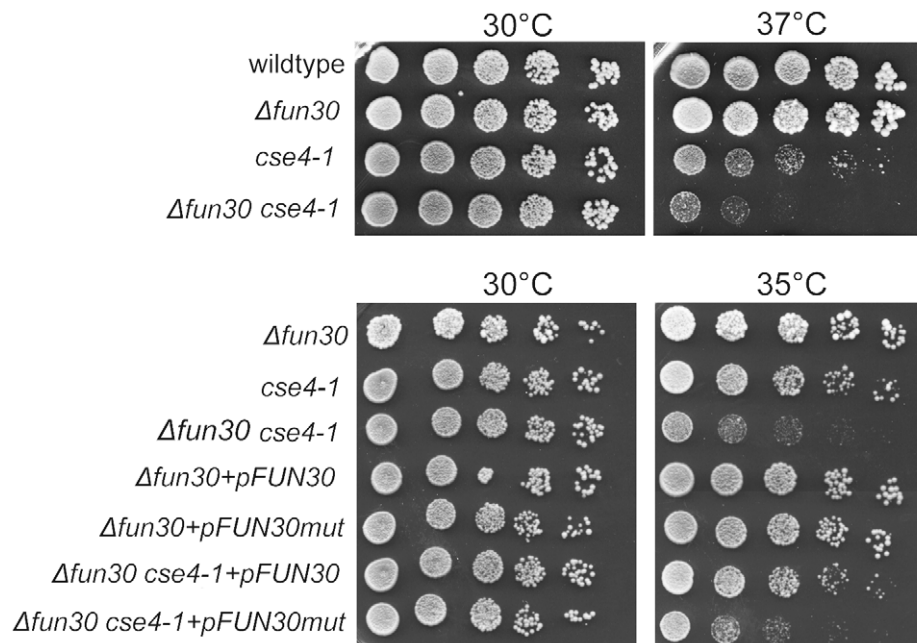 30°C 37°C
wildtype
Δfun30
cse4-1
Δfun30 cse4-1
30°C 35°C
Δfun30
cse4-1
Δfun30 cse4-1
Δfun30+pFUN30
Δfun30+pFUN30mut
Δfun30 cse4-1+pFUN30
Δfun30 cse4-1+pFUN30mut